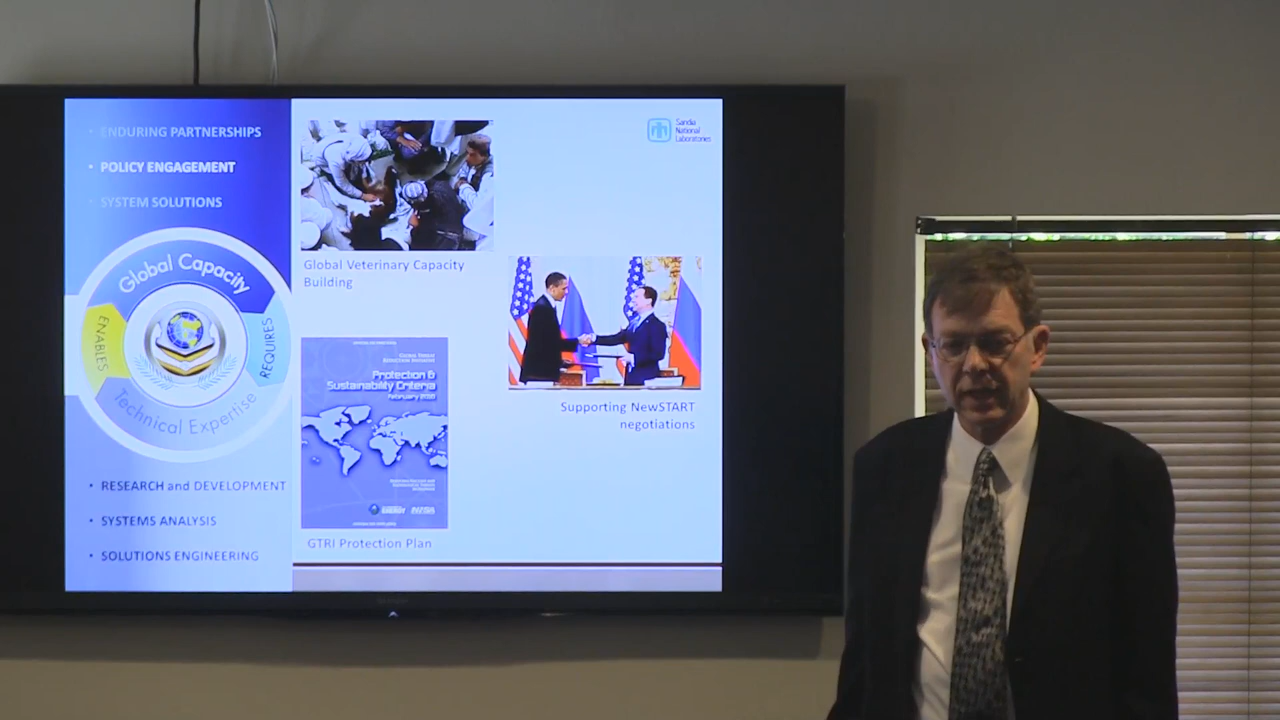 • ENDURING PARTNERSHIPS
• POLICY ENGAGEMENT
• SYSTEM SOLUTIONS
Global Capacity
ENABLES
REQUIRES
Technical Expertise
• RESEARCH and DEVELOPMENT
• SYSTEMS ANALYSIS
• SOLUTIONS ENGINEERING
Global Veterinary Capacity
Building
Protection &
Sustainability Criteria
February 2010
ENERGY
GTRI Protection Plan
Sandia
National
Laboratories
Supporting NewSTART
negotiations